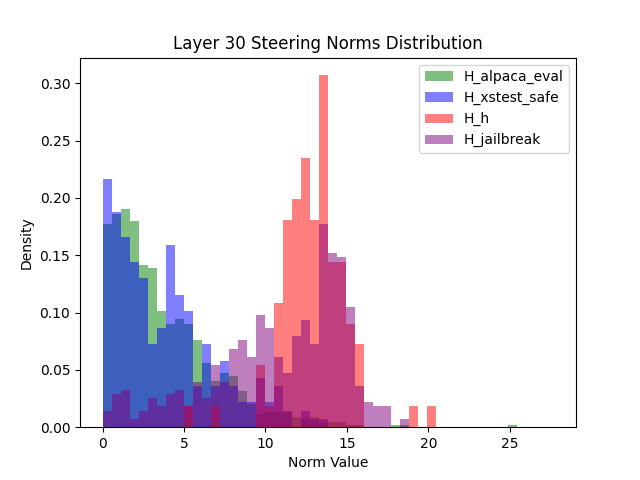 Layer 30 Steering Norms Distribution
H_alpaca_eval
H_xstest_safe
H_h
H_jailbreak
0.30
0.25
0.20
0.15
0.10
0.05
0.00
Density
0 5 10 15 20 25
Norm Value